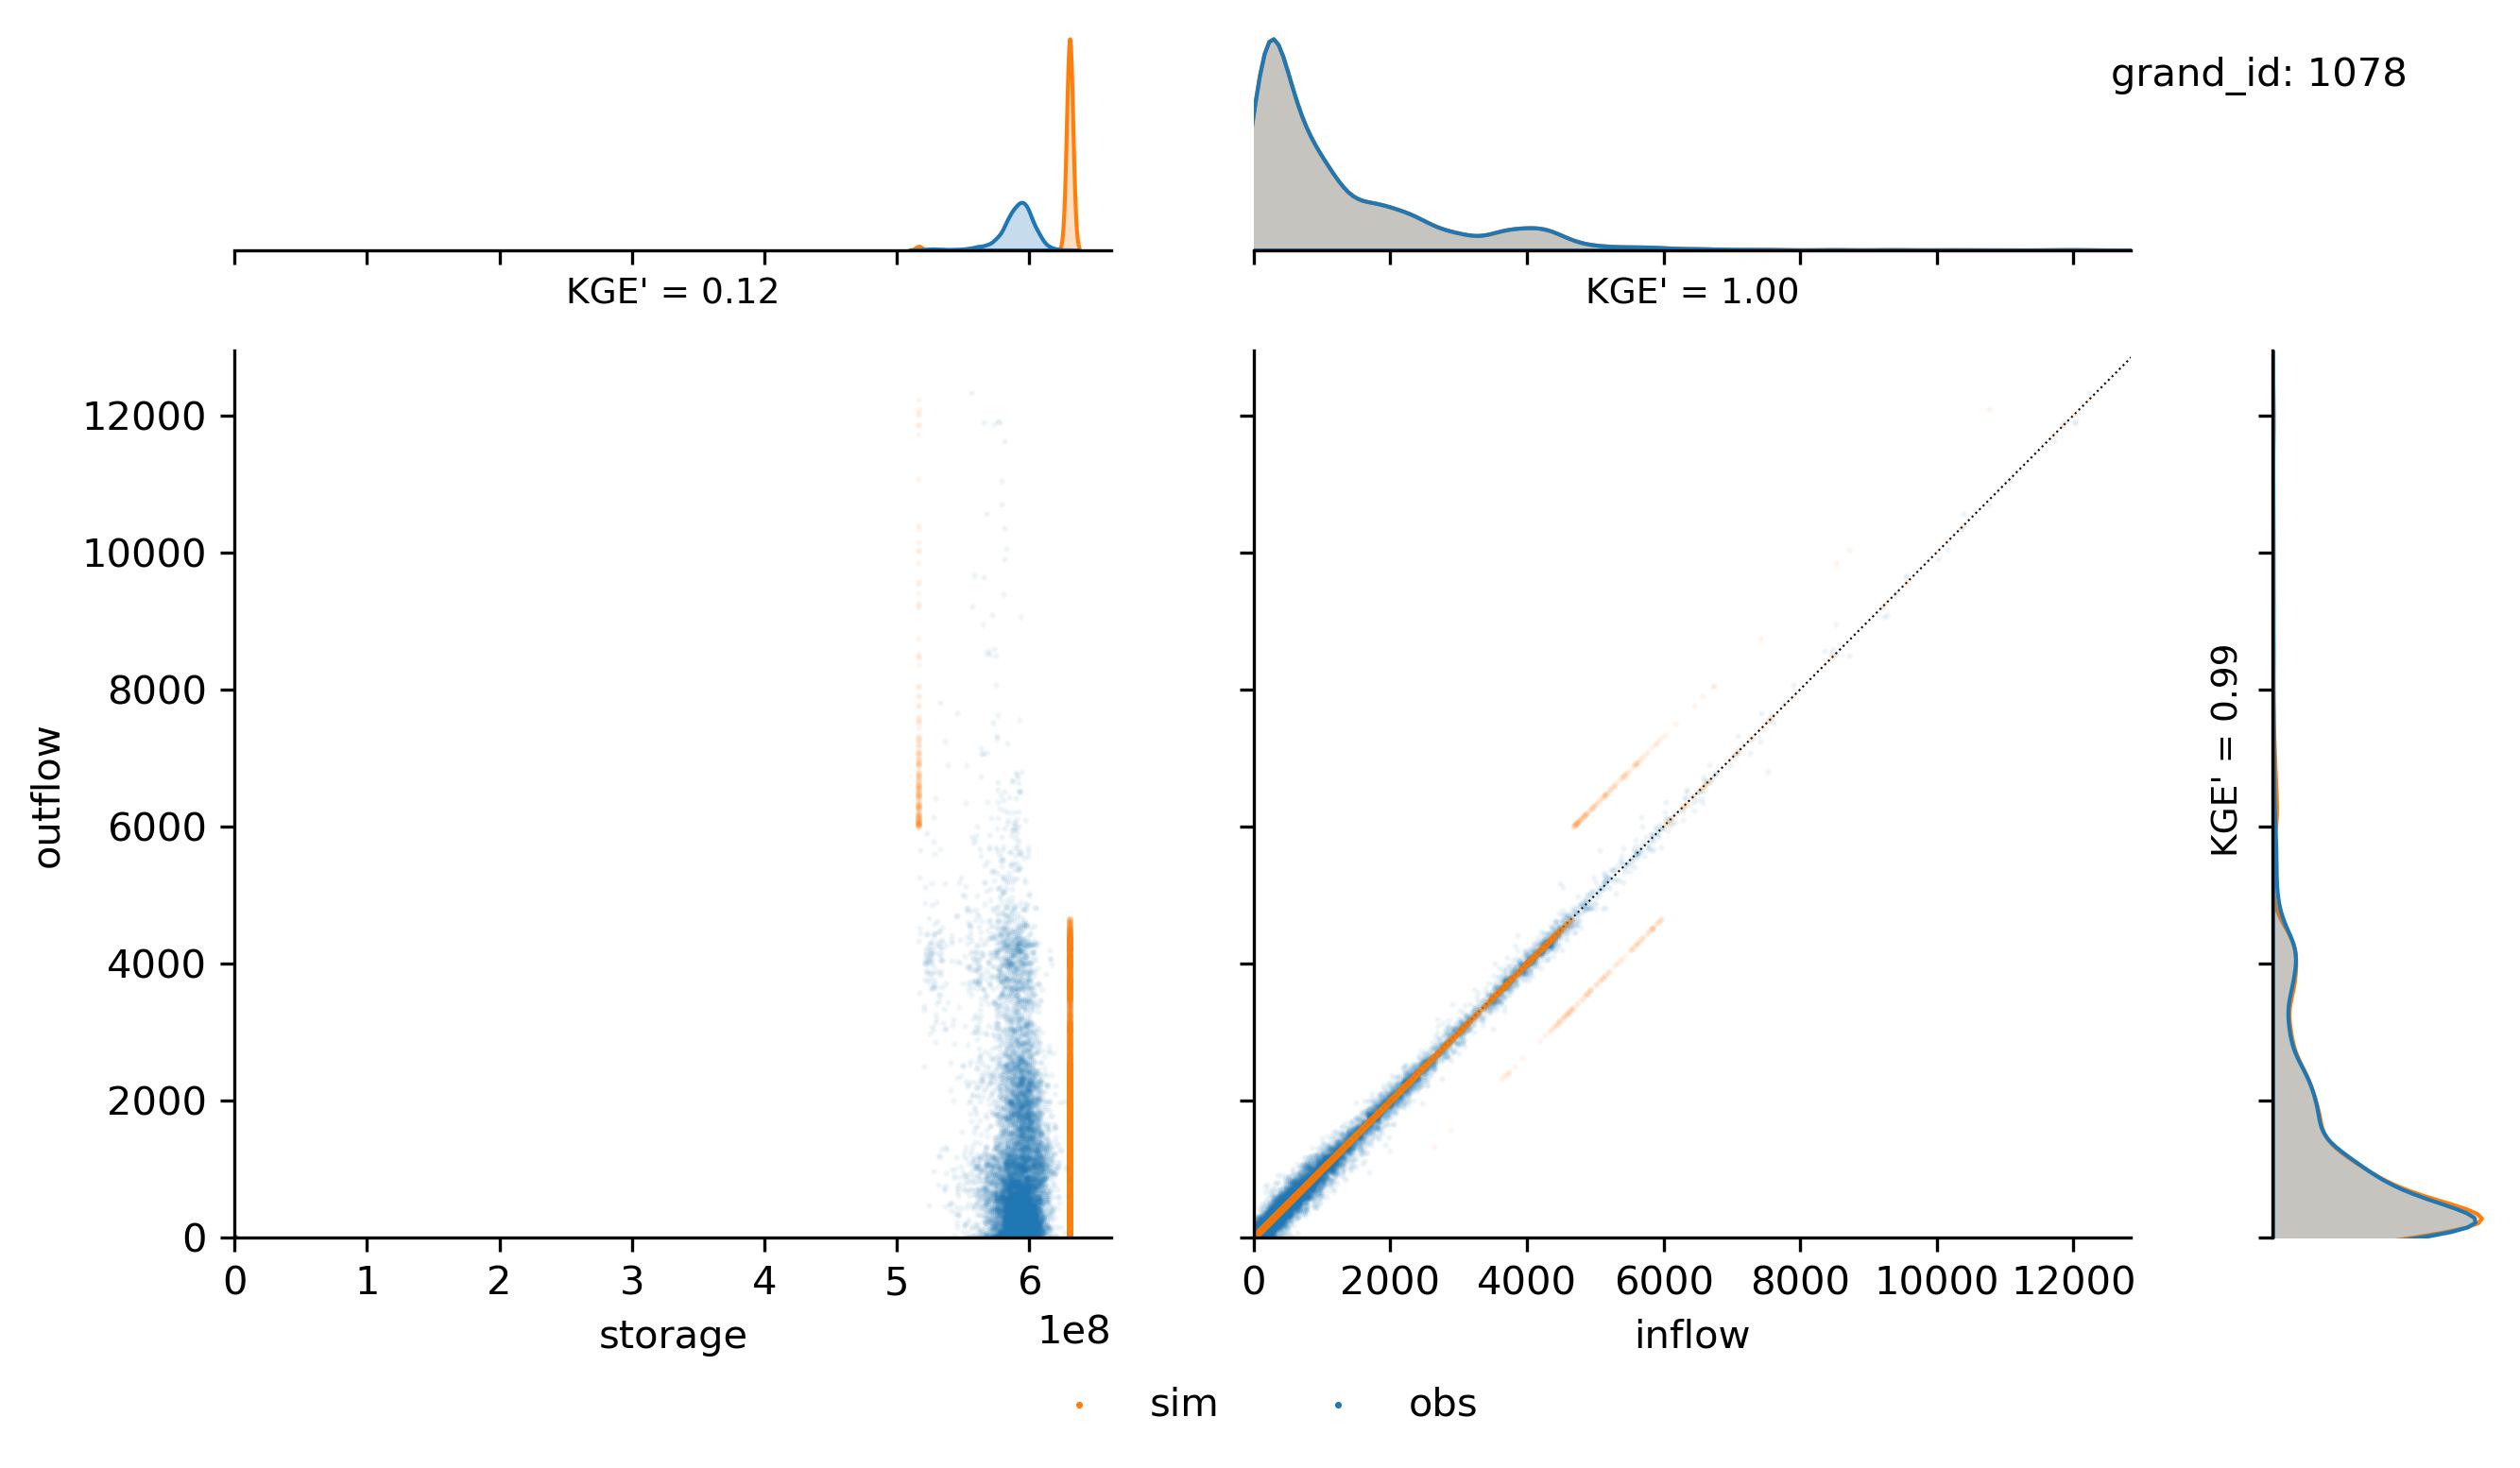 grand_id: 1078
KGE' = 0.12
KGE' = 1.00
outflow
12000
10000
8000
6000
4000
2000
0
0 1 2 3 4 5 6
1e8
storage
0 2000 4000 6000 8000 10000 12000
inflow
KGE' = 0.99
sim obs